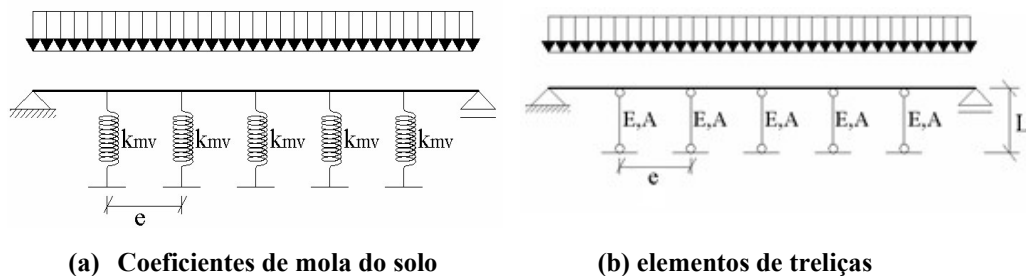 kmv kmv kmv kmv kmv
e
E,A E,A E,A E,A E,A
L
e
(a) Coeficientes de mola do solo
(b) elementos de treliças